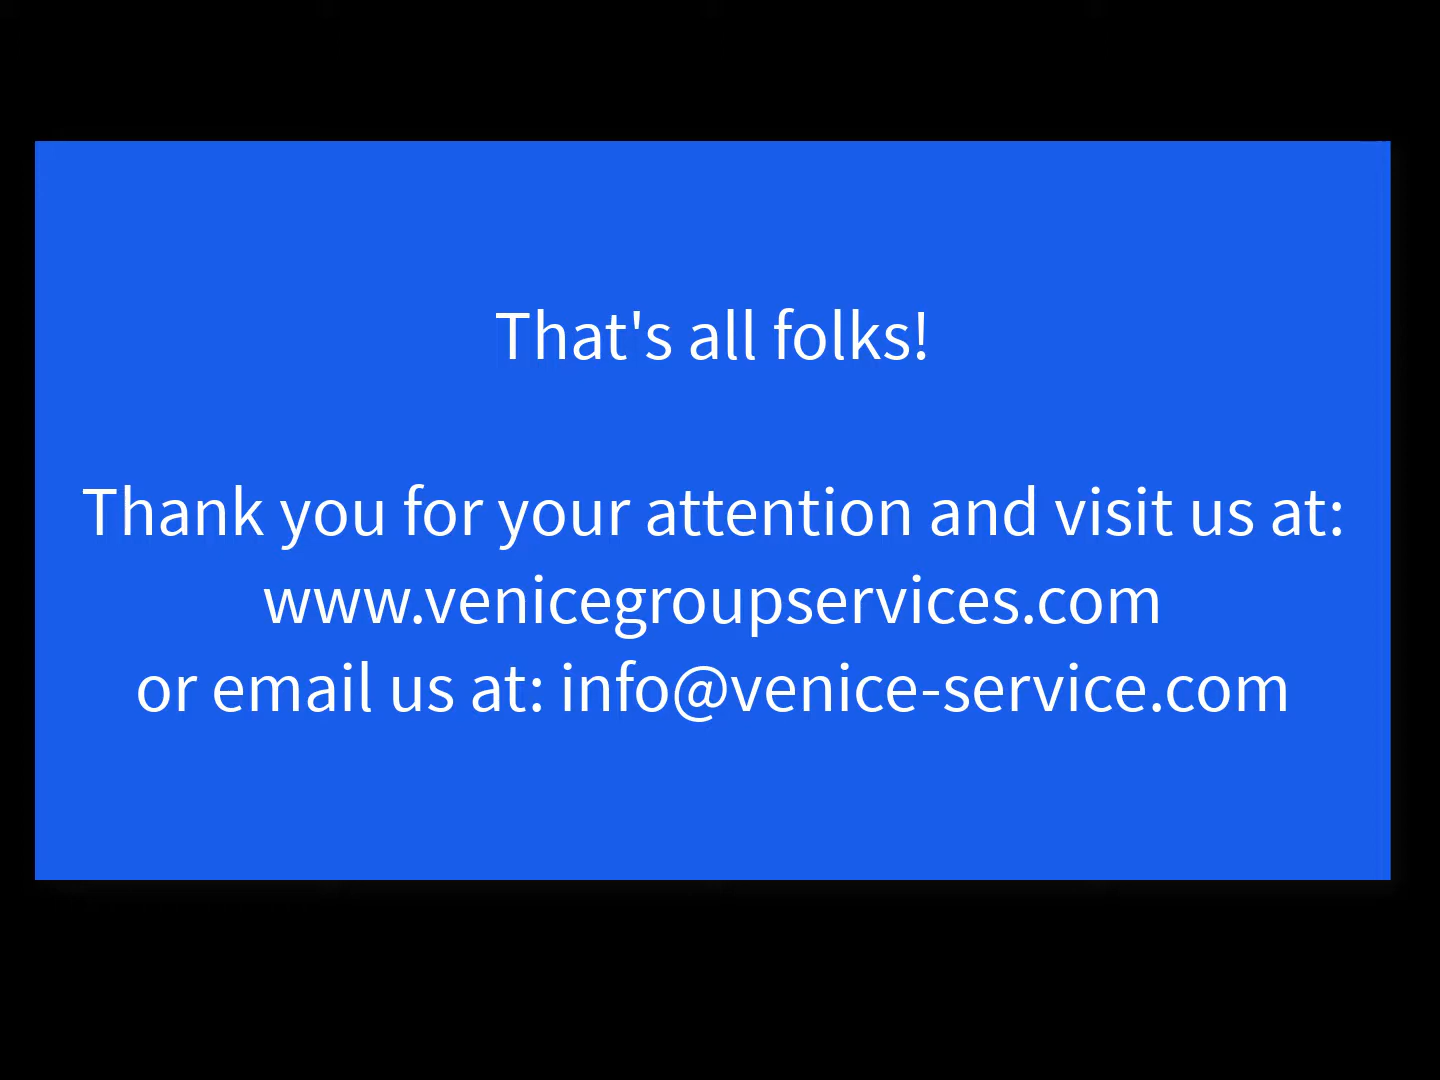 That's all folks!
Thank you for your attention and visit us at:
www.venicegroupservices.com
or email us at: info@venice-service.com